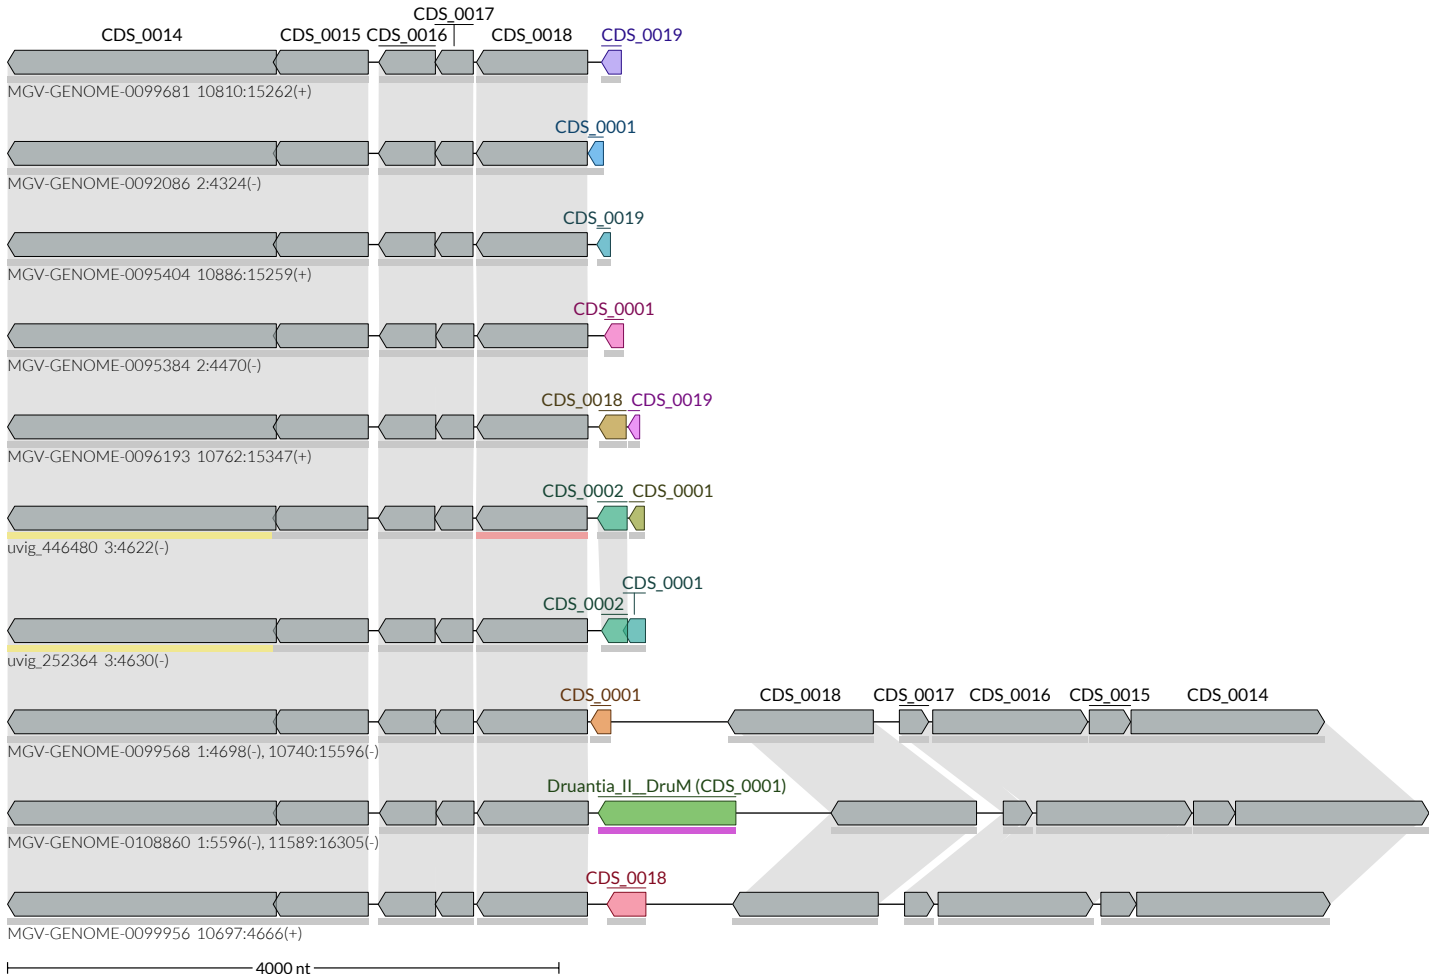 CDS_0017
CDS_0014 CDS_0015 CDS_0016 CDS_0018 CDS_0019
MGV-GENOME-0099681 10810:15262(+)
CDS_0001
MGV-GENOME-0092086 2:4324(-)
CDS_0019
MGV-GENOME-0095404 10886:15259(+)
CDS_0001
MGV-GENOME-0095384 2:4470(-)
CDS_0018 CDS_0019
MGV-GENOME-0096193 10762:15347(+)
CDS_0002 CDS_0001
uvig_446480 3:4622(-)
CDS_0001
CDS_0002
uvig_252364 3:4630(-)
CDS_0001 CDS_0018 CDS_0017 CDS_0016 CDS_0015 CDS_0014
MGV-GENOME-0099568 1:4698(-), 10740:15596(-)
Druantia_II__DruM (CDS_0001)
MGV-GENOME-0108860 1:5596(-), 11589:16305(-)
CDS_0018
MGV-GENOME-0099956 10697:4666(+)
4000 nt